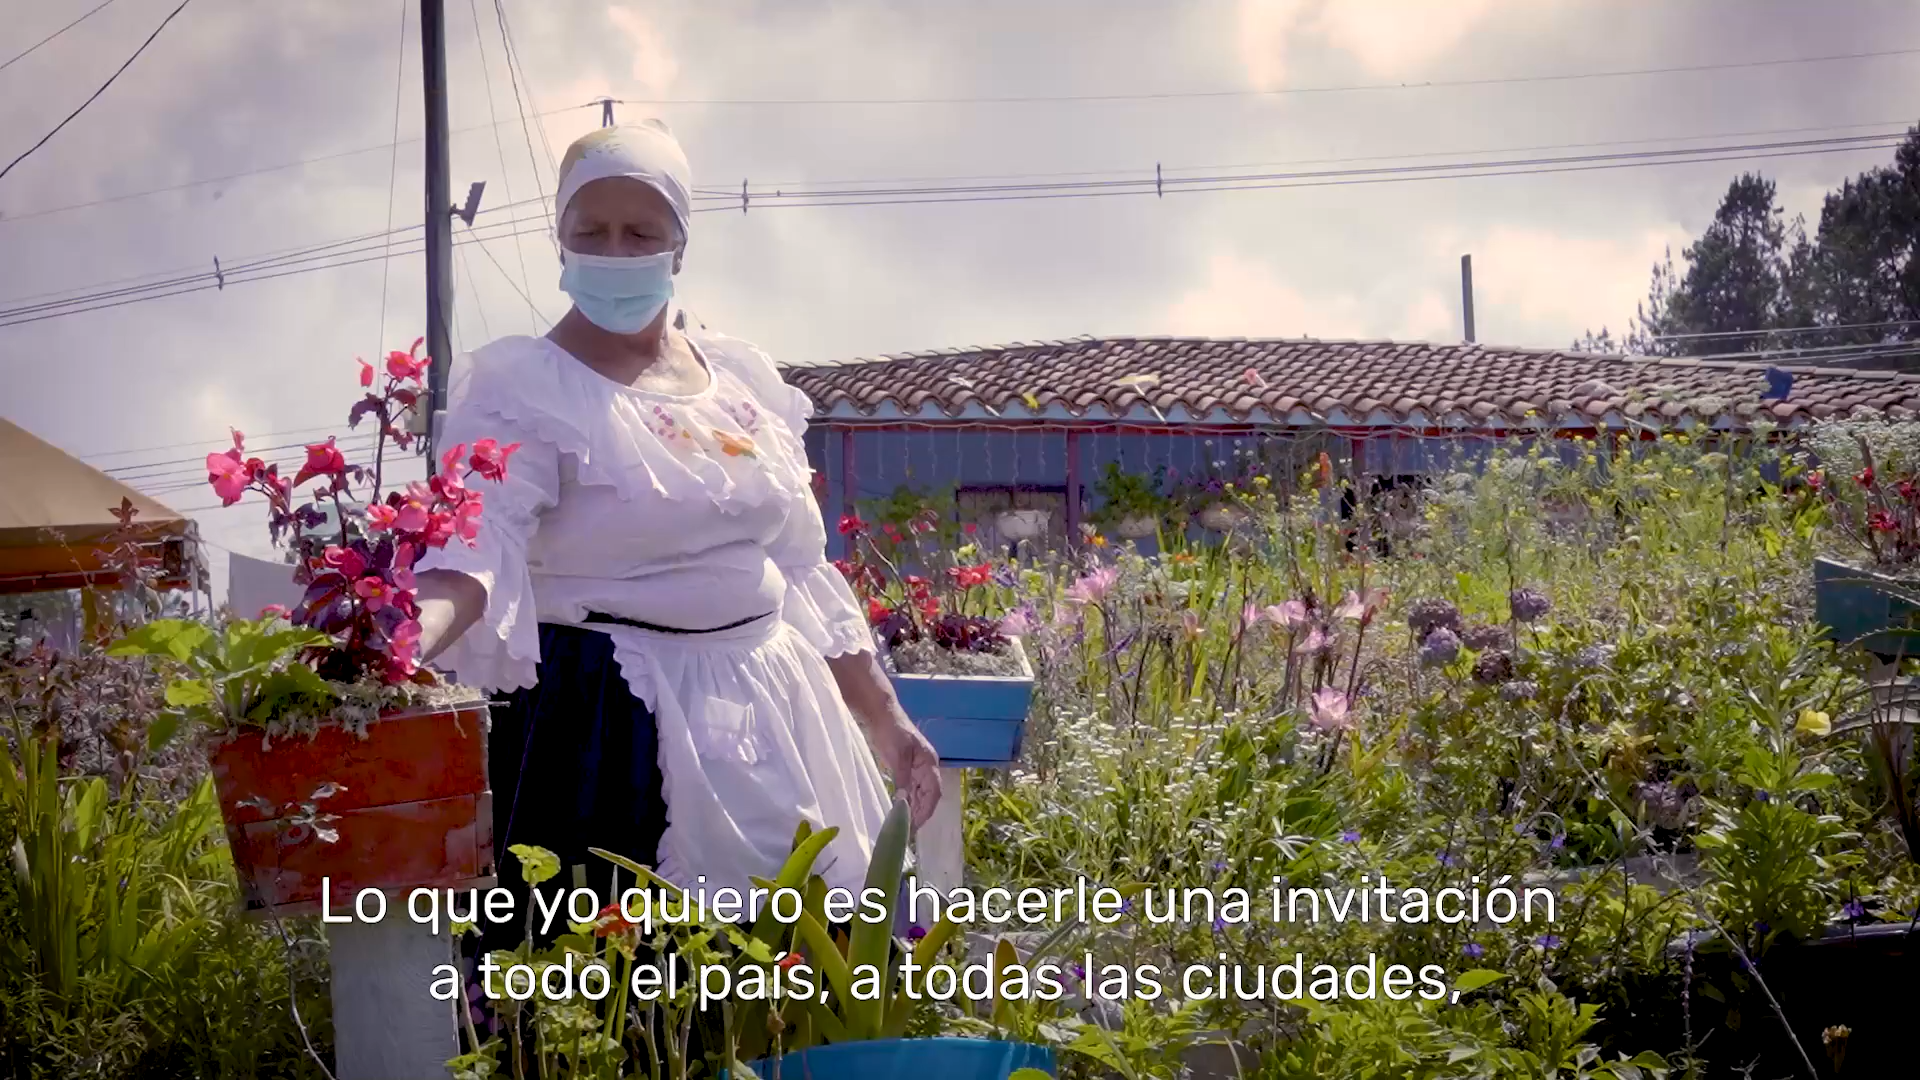 Lo que yo quiero es hacerle una invitación
a todo el país, a todas las ciudades,